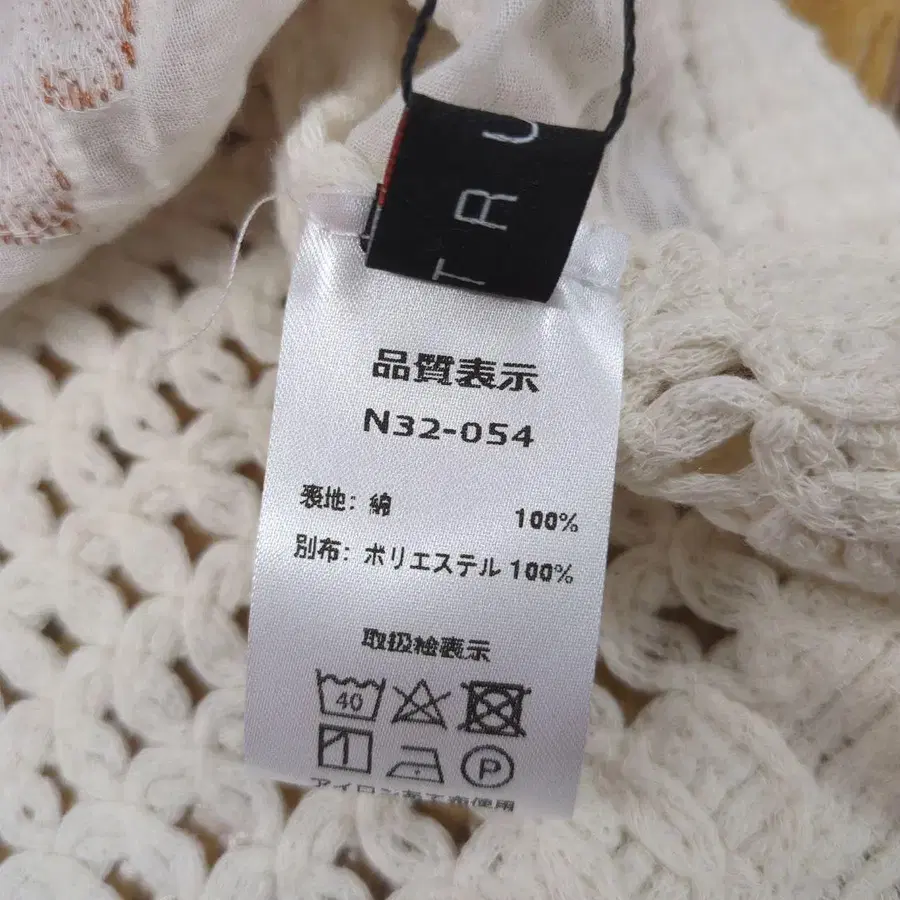 TRU
品質表示
N32-054
表地: 綿 100%
別布: ポリエステル 100%
取扱絵表示
40
P